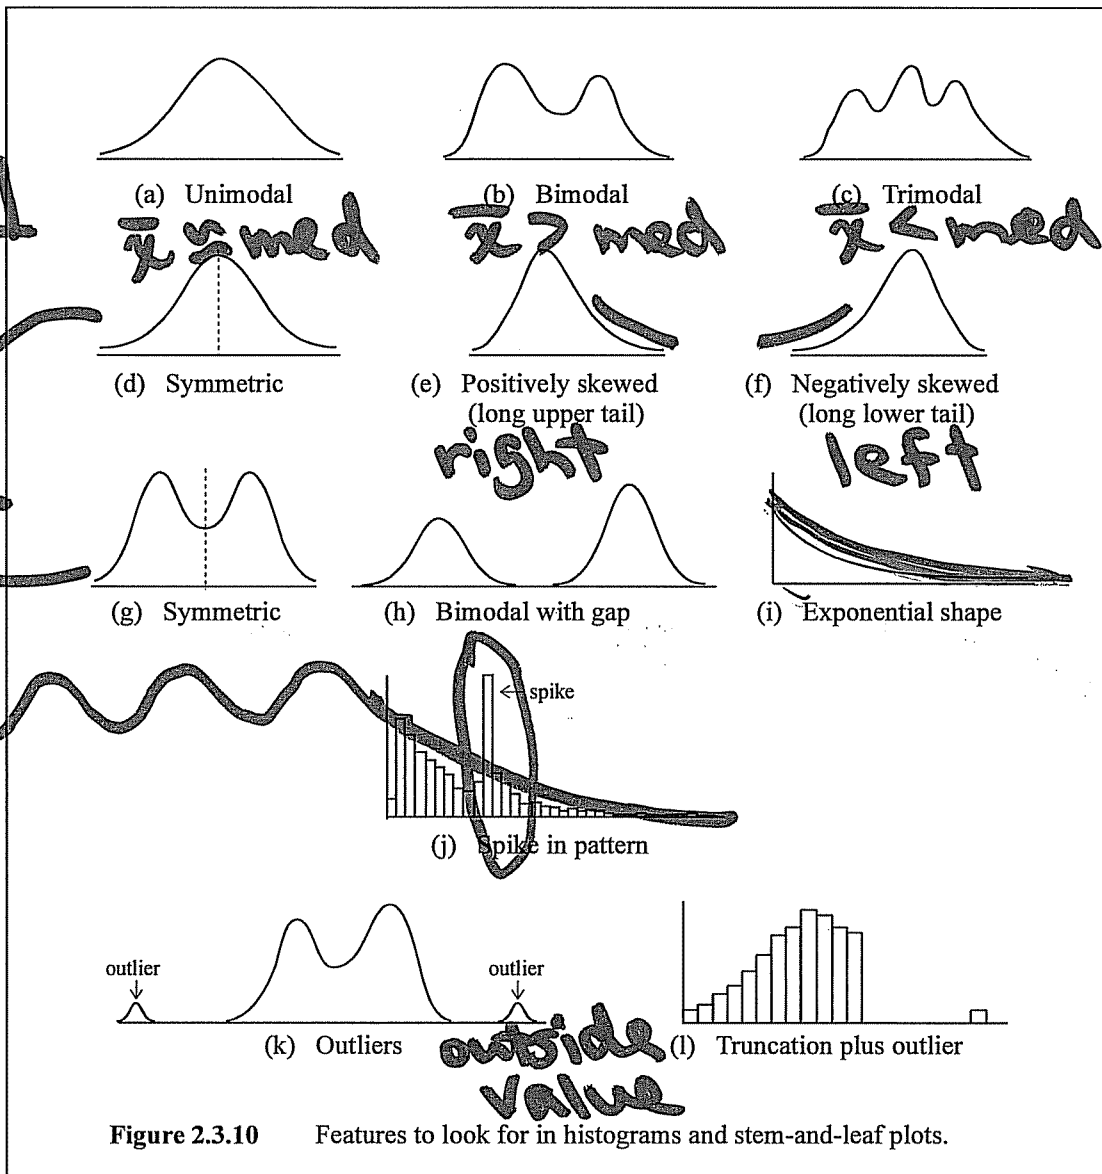 (a) Unimodal
(b) Bimodal
(c) Trimodal
x̄ ≈ med
x̄ > med
x̄ < med
(d) Symmetric
(e) Positively skewed
(long upper tail)
(f) Negatively skewed
(long lower tail)
right
left
(g) Symmetric
(h) Bimodal with gap
(i) Exponential shape
spike
(j) Spike in pattern
outlier
outlier
(k) Outliers
outside
value
(l) Truncation plus outlier
Figure 2.3.10 Features to look for in histograms and stem-and-leaf plots.